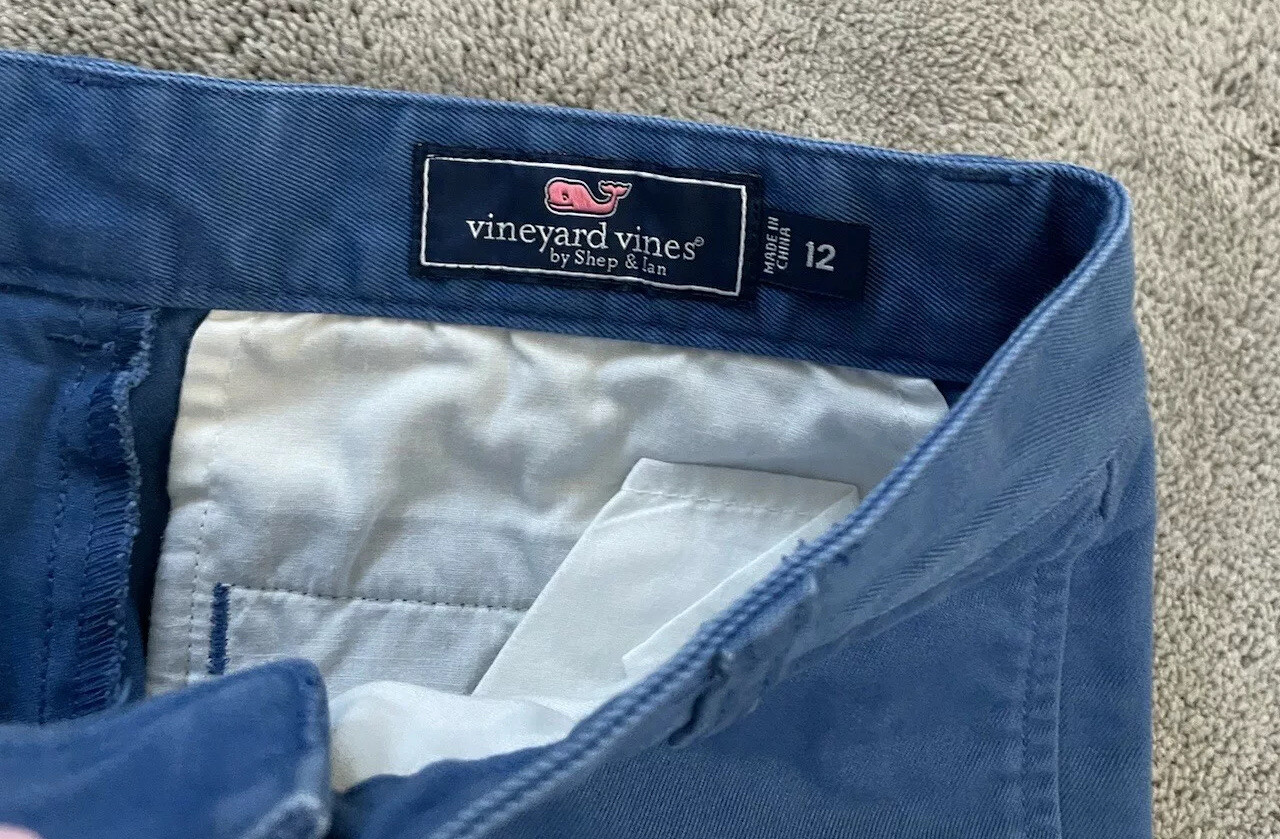 vineyard vines®
by Shep & Ian
MADE IN
CHINA
12